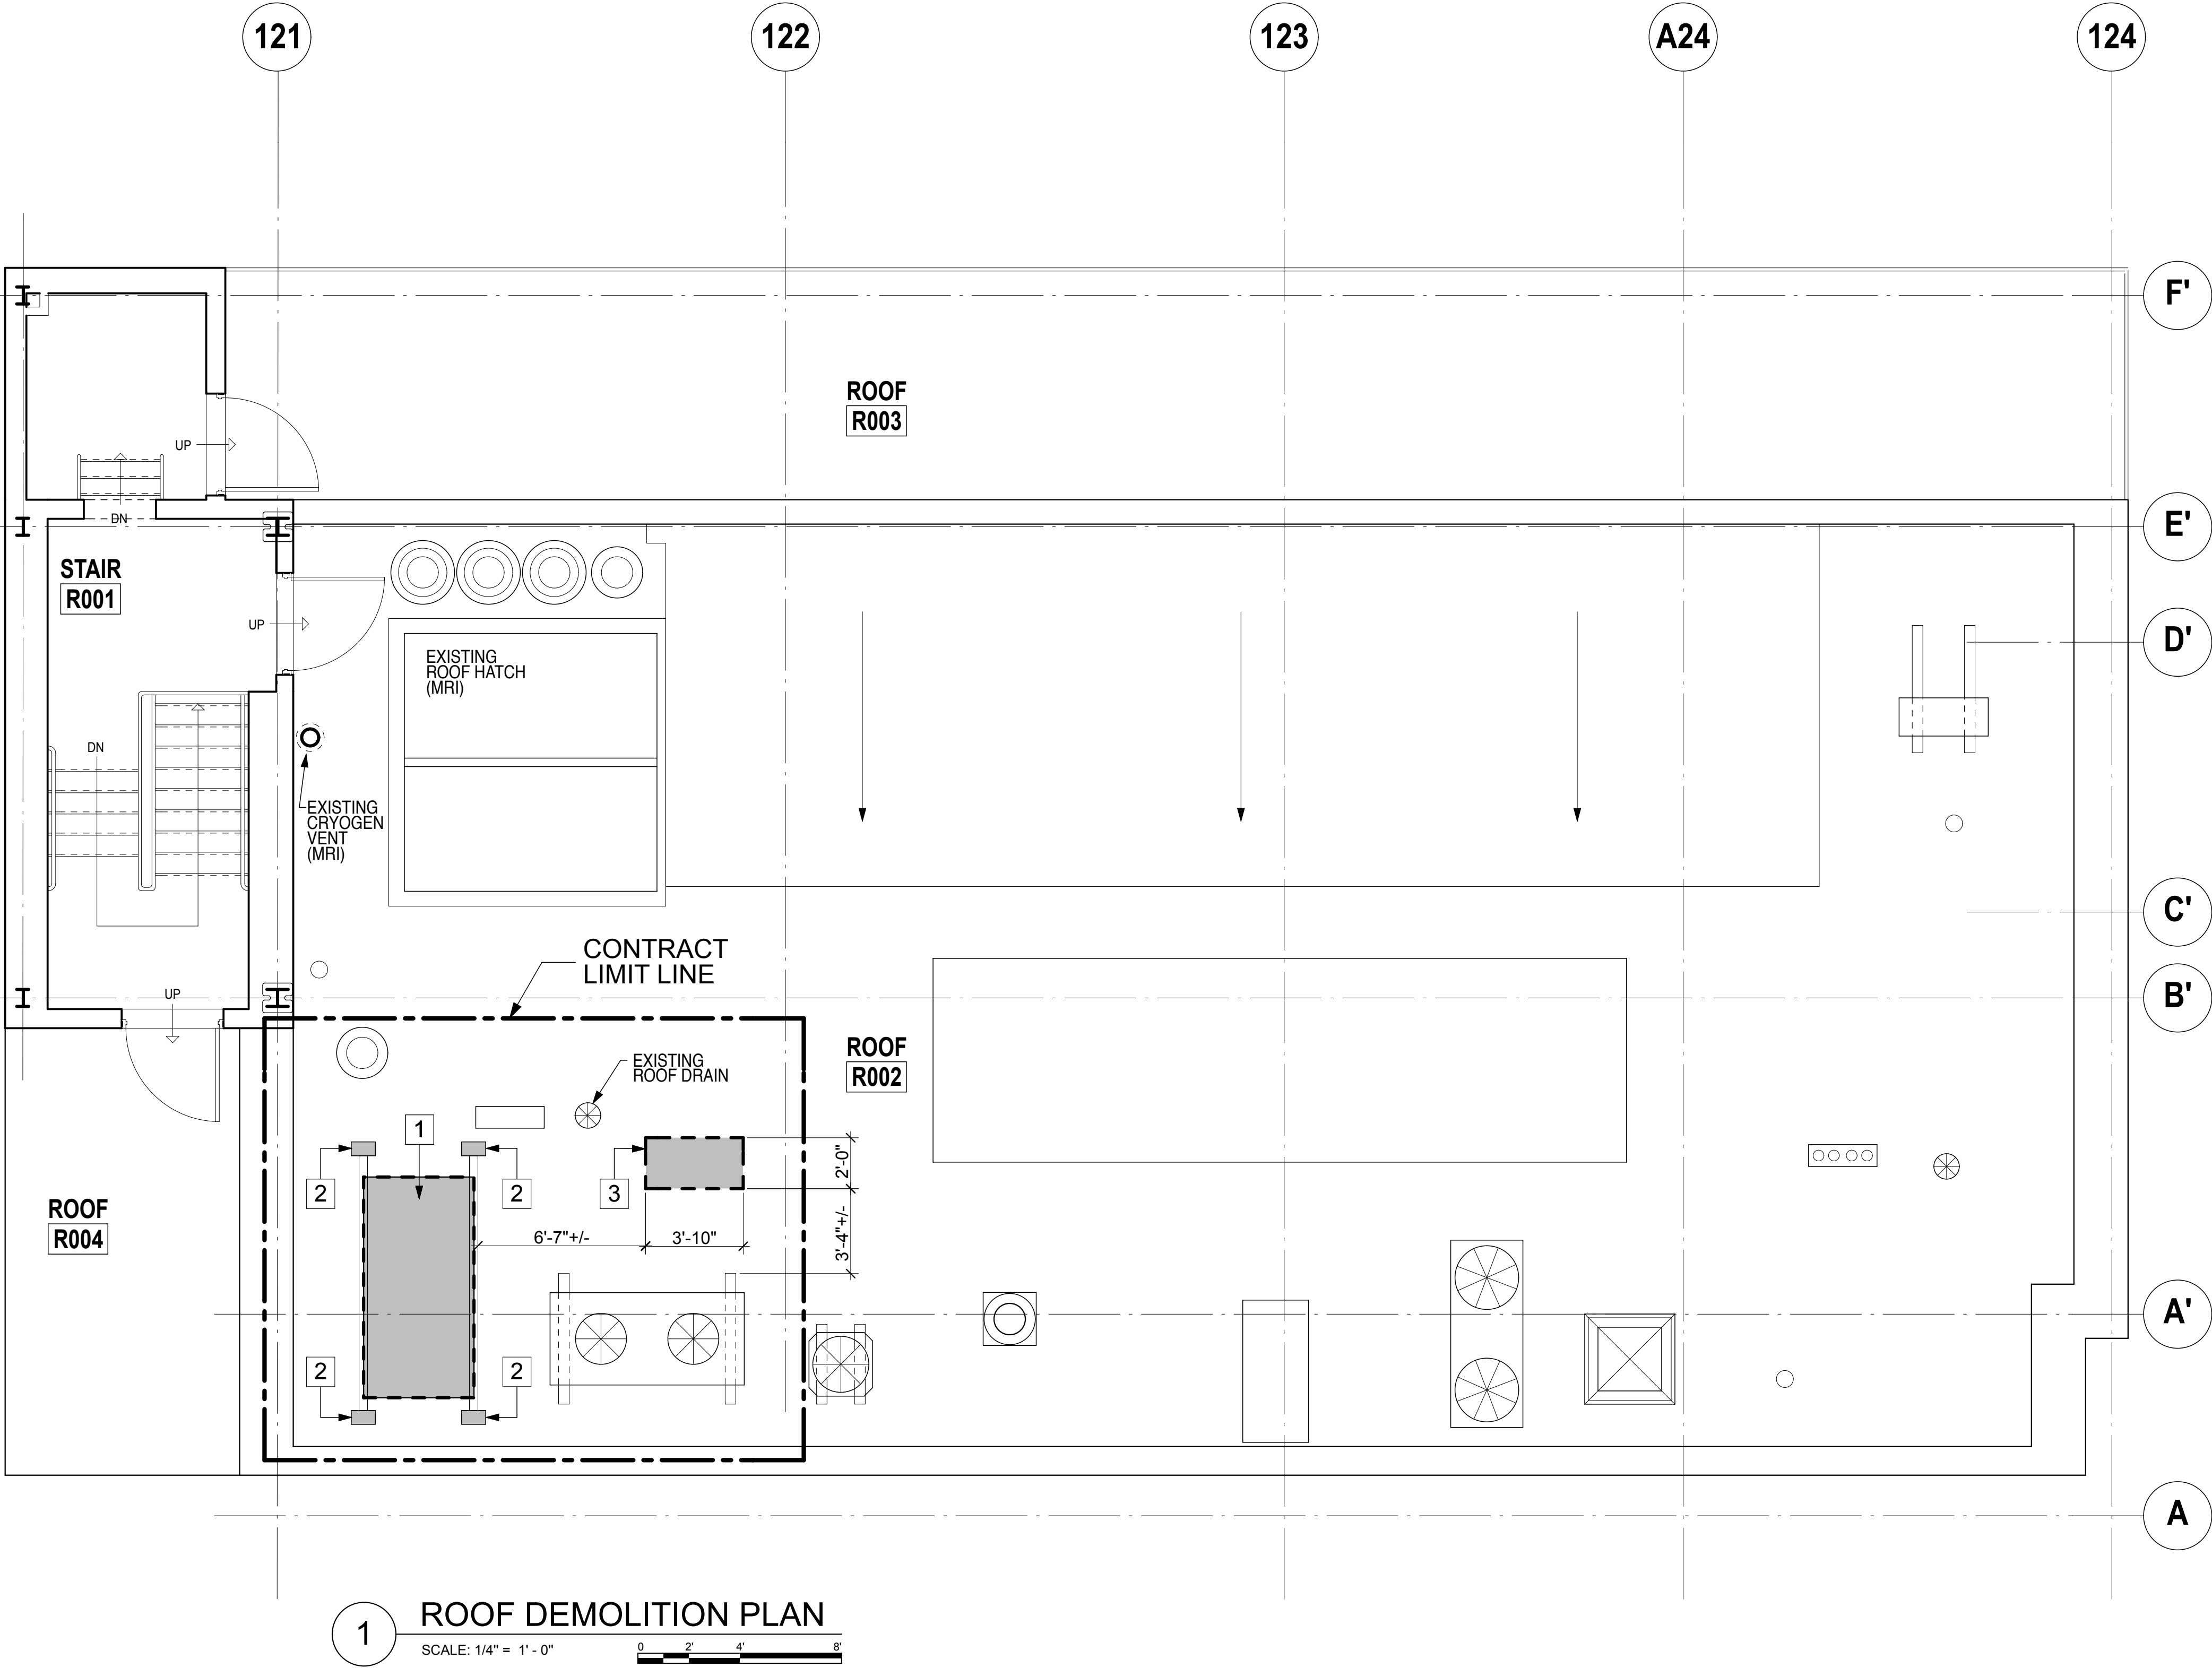 121
122
123
A24
124
F'
ROOF
R003
UP
DN
E'
STAIR
R001
UP
D'
EXISTING
ROOF HATCH
(MRI)
DN
EXISTING
CRYOGEN
VENT
(MRI)
C'
CONTRACT
LIMIT LINE
UP
B'
ROOF
R002
EXISTING
ROOF DRAIN
1
2
2
3
2'-0"
ROOF
R004
6'-7"+/-
3'-10"
3'-4"+/-
A'
2
2
A
1
ROOF DEMOLITION PLAN
SCALE: 1/4" = 1' - 0"
0 2' 4' 8'